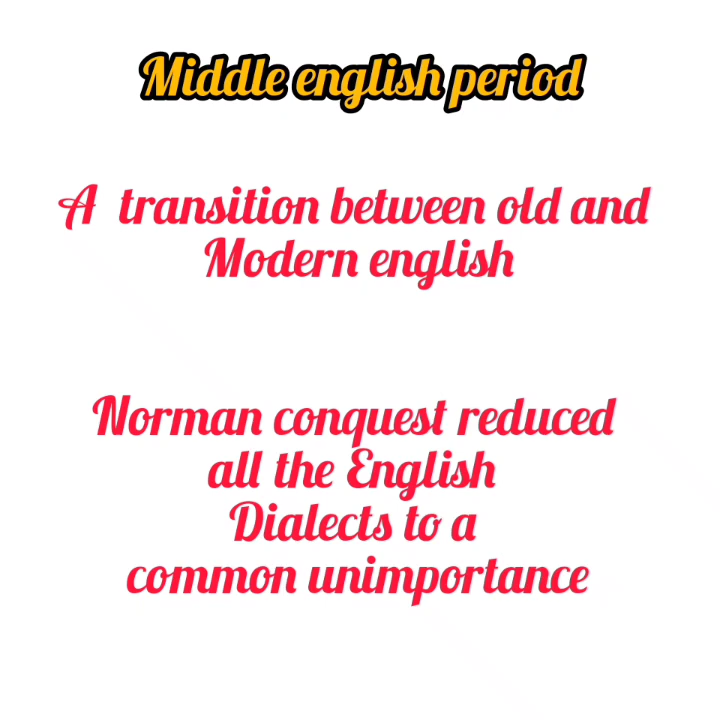 Middle english period
A transition between old and
Modern english
Norman conquest reduced
all the English
Dialects to a
common unimportance